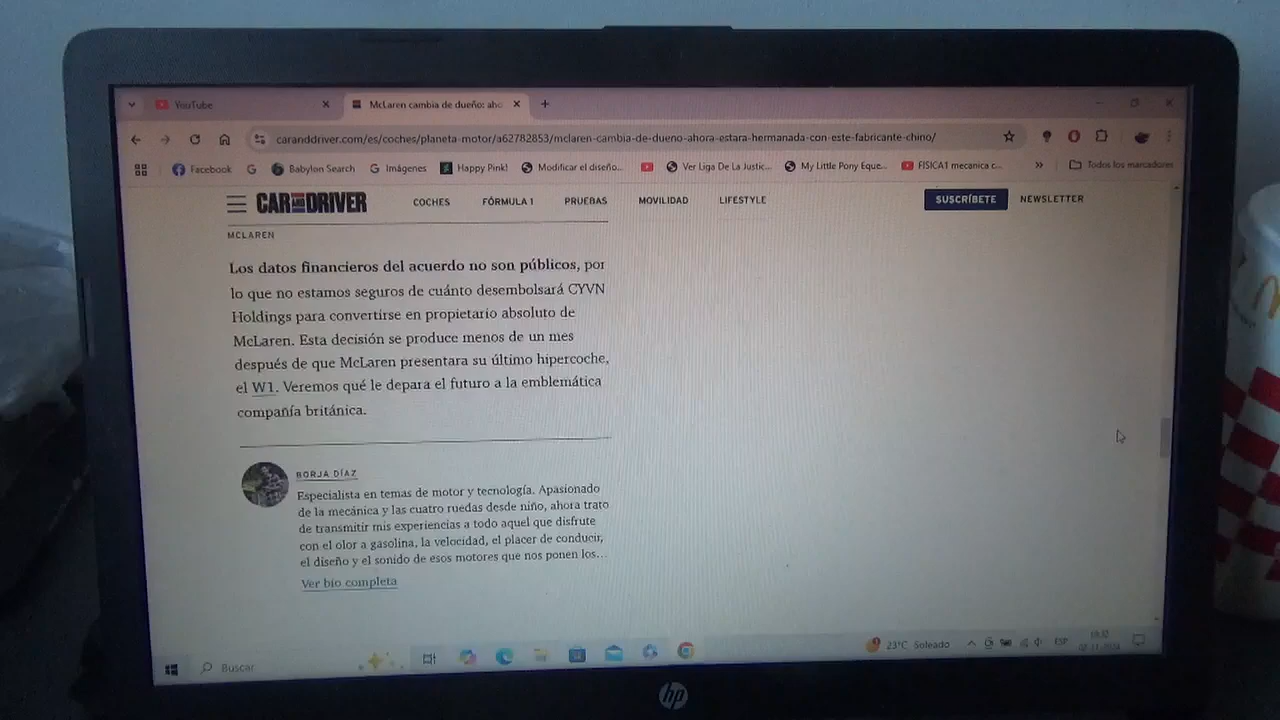 YouTube
McLaren cambia de dueño: aho
caranddriver.com/es/coches/planeta-motor/a62782853/mclaren-cambia-de-dueno-ahora-estara-hermanada-con-este-fabricante-chino/
Facebook
Babylon Search
Imágenes
Happy Pink!
Modificar el diseño...
Ver Liga De La Justic...
My Little Pony Eque...
FISICA1 mecanica c...
Todos los marcadores
CAR AND DRIVER
COCHES
FÓRMULA 1
PRUEBAS
MOVILIDAD
LIFESTYLE
SUSCRÍBETE
NEWSLETTER
MCLAREN
Los datos financieros del acuerdo no son públicos, por
lo que no estamos seguros de cuánto desembolsará CYVN
Holdings para convertirse en propietario absoluto de
McLaren. Esta decisión se produce menos de un mes
después de que McLaren presentara su último hipercoche,
el W1. Veremos qué le depara el futuro a la emblemática
compañía británica.
BORJA DÍAZ
Especialista en temas de motor y tecnología. Apasionado
de la mecánica y las cuatro ruedas desde niño, ahora trato
de transmitir mis experiencias a todo aquel que disfrute
con el olor a gasolina, la velocidad, el placer de conducir,
el diseño y el sonido de esos motores que nos ponen los...
Ver bio completa
Buscar
23°C Soleado
ESP
hp